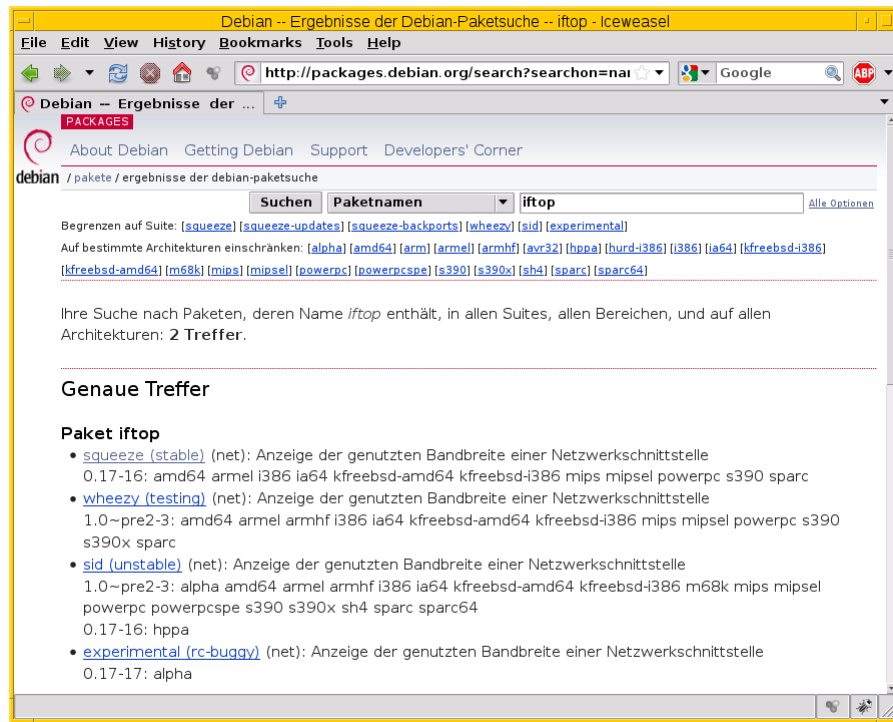 Debian -- Ergebnisse der Debian-Paketsuche -- iftop - Iceweasel
File Edit View History Bookmarks Tools Help
http://packages.debian.org/search?searchon=nai Google ABP
Debian -- Ergebnisse der ...
PACKAGES
About Debian Getting Debian Support Developers' Corner
debian / pakete / ergebnisse der debian-paketsuche
Suchen Paketnamen iftop Alle Optionen
Begrenzen auf Suite: [squeeze] [squeeze-updates] [squeeze-backports] [wheezy] [sid] [experimental]
Auf bestimmte Architekturen einschränken: [alpha] [amd64] [arm] [armel] [armhf] [avr32] [hppa] [hurd-i386] [i386] [ia64] [kfreebsd-i386]
[kfreebsd-amd64] [m68k] [mips] [mipsel] [powerpc] [powerpcspe] [s390] [s390x] [sh4] [sparc] [sparc64]
Ihre Suche nach Paketen, deren Name iftop enthält, in allen Suites, allen Bereichen, und auf allen
Architekturen: 2 Treffer.
Genaue Treffer
Paket iftop
• squeeze (stable) (net): Anzeige der genutzten Bandbreite einer Netzwerkschnittstelle
0.17-16: amd64 armel i386 ia64 kfreebsd-amd64 kfreebsd-i386 mips mipsel powerpc s390 sparc
• wheezy (testing) (net): Anzeige der genutzten Bandbreite einer Netzwerkschnittstelle
1.0~pre2-3: amd64 armel armhf i386 ia64 kfreebsd-amd64 kfreebsd-i386 mips mipsel powerpc s390
s390x sparc
• sid (unstable) (net): Anzeige der genutzten Bandbreite einer Netzwerkschnittstelle
1.0~pre2-3: alpha amd64 armel armhf i386 ia64 kfreebsd-amd64 kfreebsd-i386 m68k mips mipsel
powerpc powerpcspe s390 s390x sh4 sparc sparc64
0.17-16: hppa
• experimental (rc-buggy) (net): Anzeige der genutzten Bandbreite einer Netzwerkschnittstelle
0.17-17: alpha